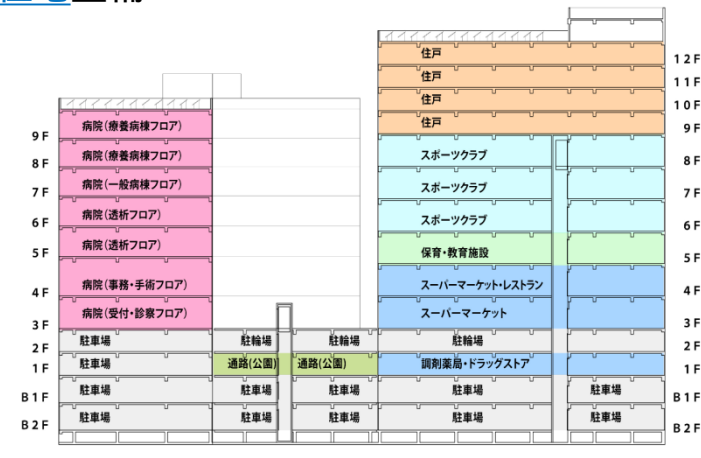 住戸
12F
住戸
11F
住戸
10F
病院(療養病棟フロア)
住戸
9F
9F
病院(療養病棟フロア)
スポーツクラブ
8F
8F
病院(一般病棟フロア)
スポーツクラブ
7F
7F
病院(透析フロア)
スポーツクラブ
6F
6F
病院(透析フロア)
保育・教育施設
5F
5F
病院(事務・手術フロア)
スーパーマーケット・レストラン
4F
4F
病院(受付・診察フロア)
スーパーマーケット
3F
3F
駐車場
駐輪場
駐輪場
駐輪場
2F
2F
駐車場
通路(公園)
通路(公園)
調剤薬局・ドラッグストア
1F
1F
駐車場
駐車場
駐車場
駐車場
駐車場
B1F
B1F
駐車場
駐車場
駐車場
駐車場
駐車場
B2F
B2F